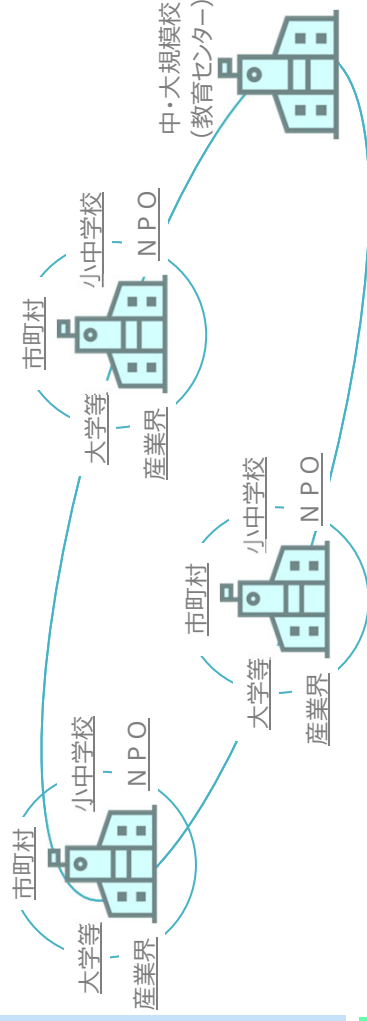 市町村
小中学校
ＮＰＯ
大学等
産業界
市町村
小中学校
ＮＰＯ
大学等
産業界
市町村
小中学校
ＮＰＯ
大学等
産業界
中・大規模校
（教育センター）